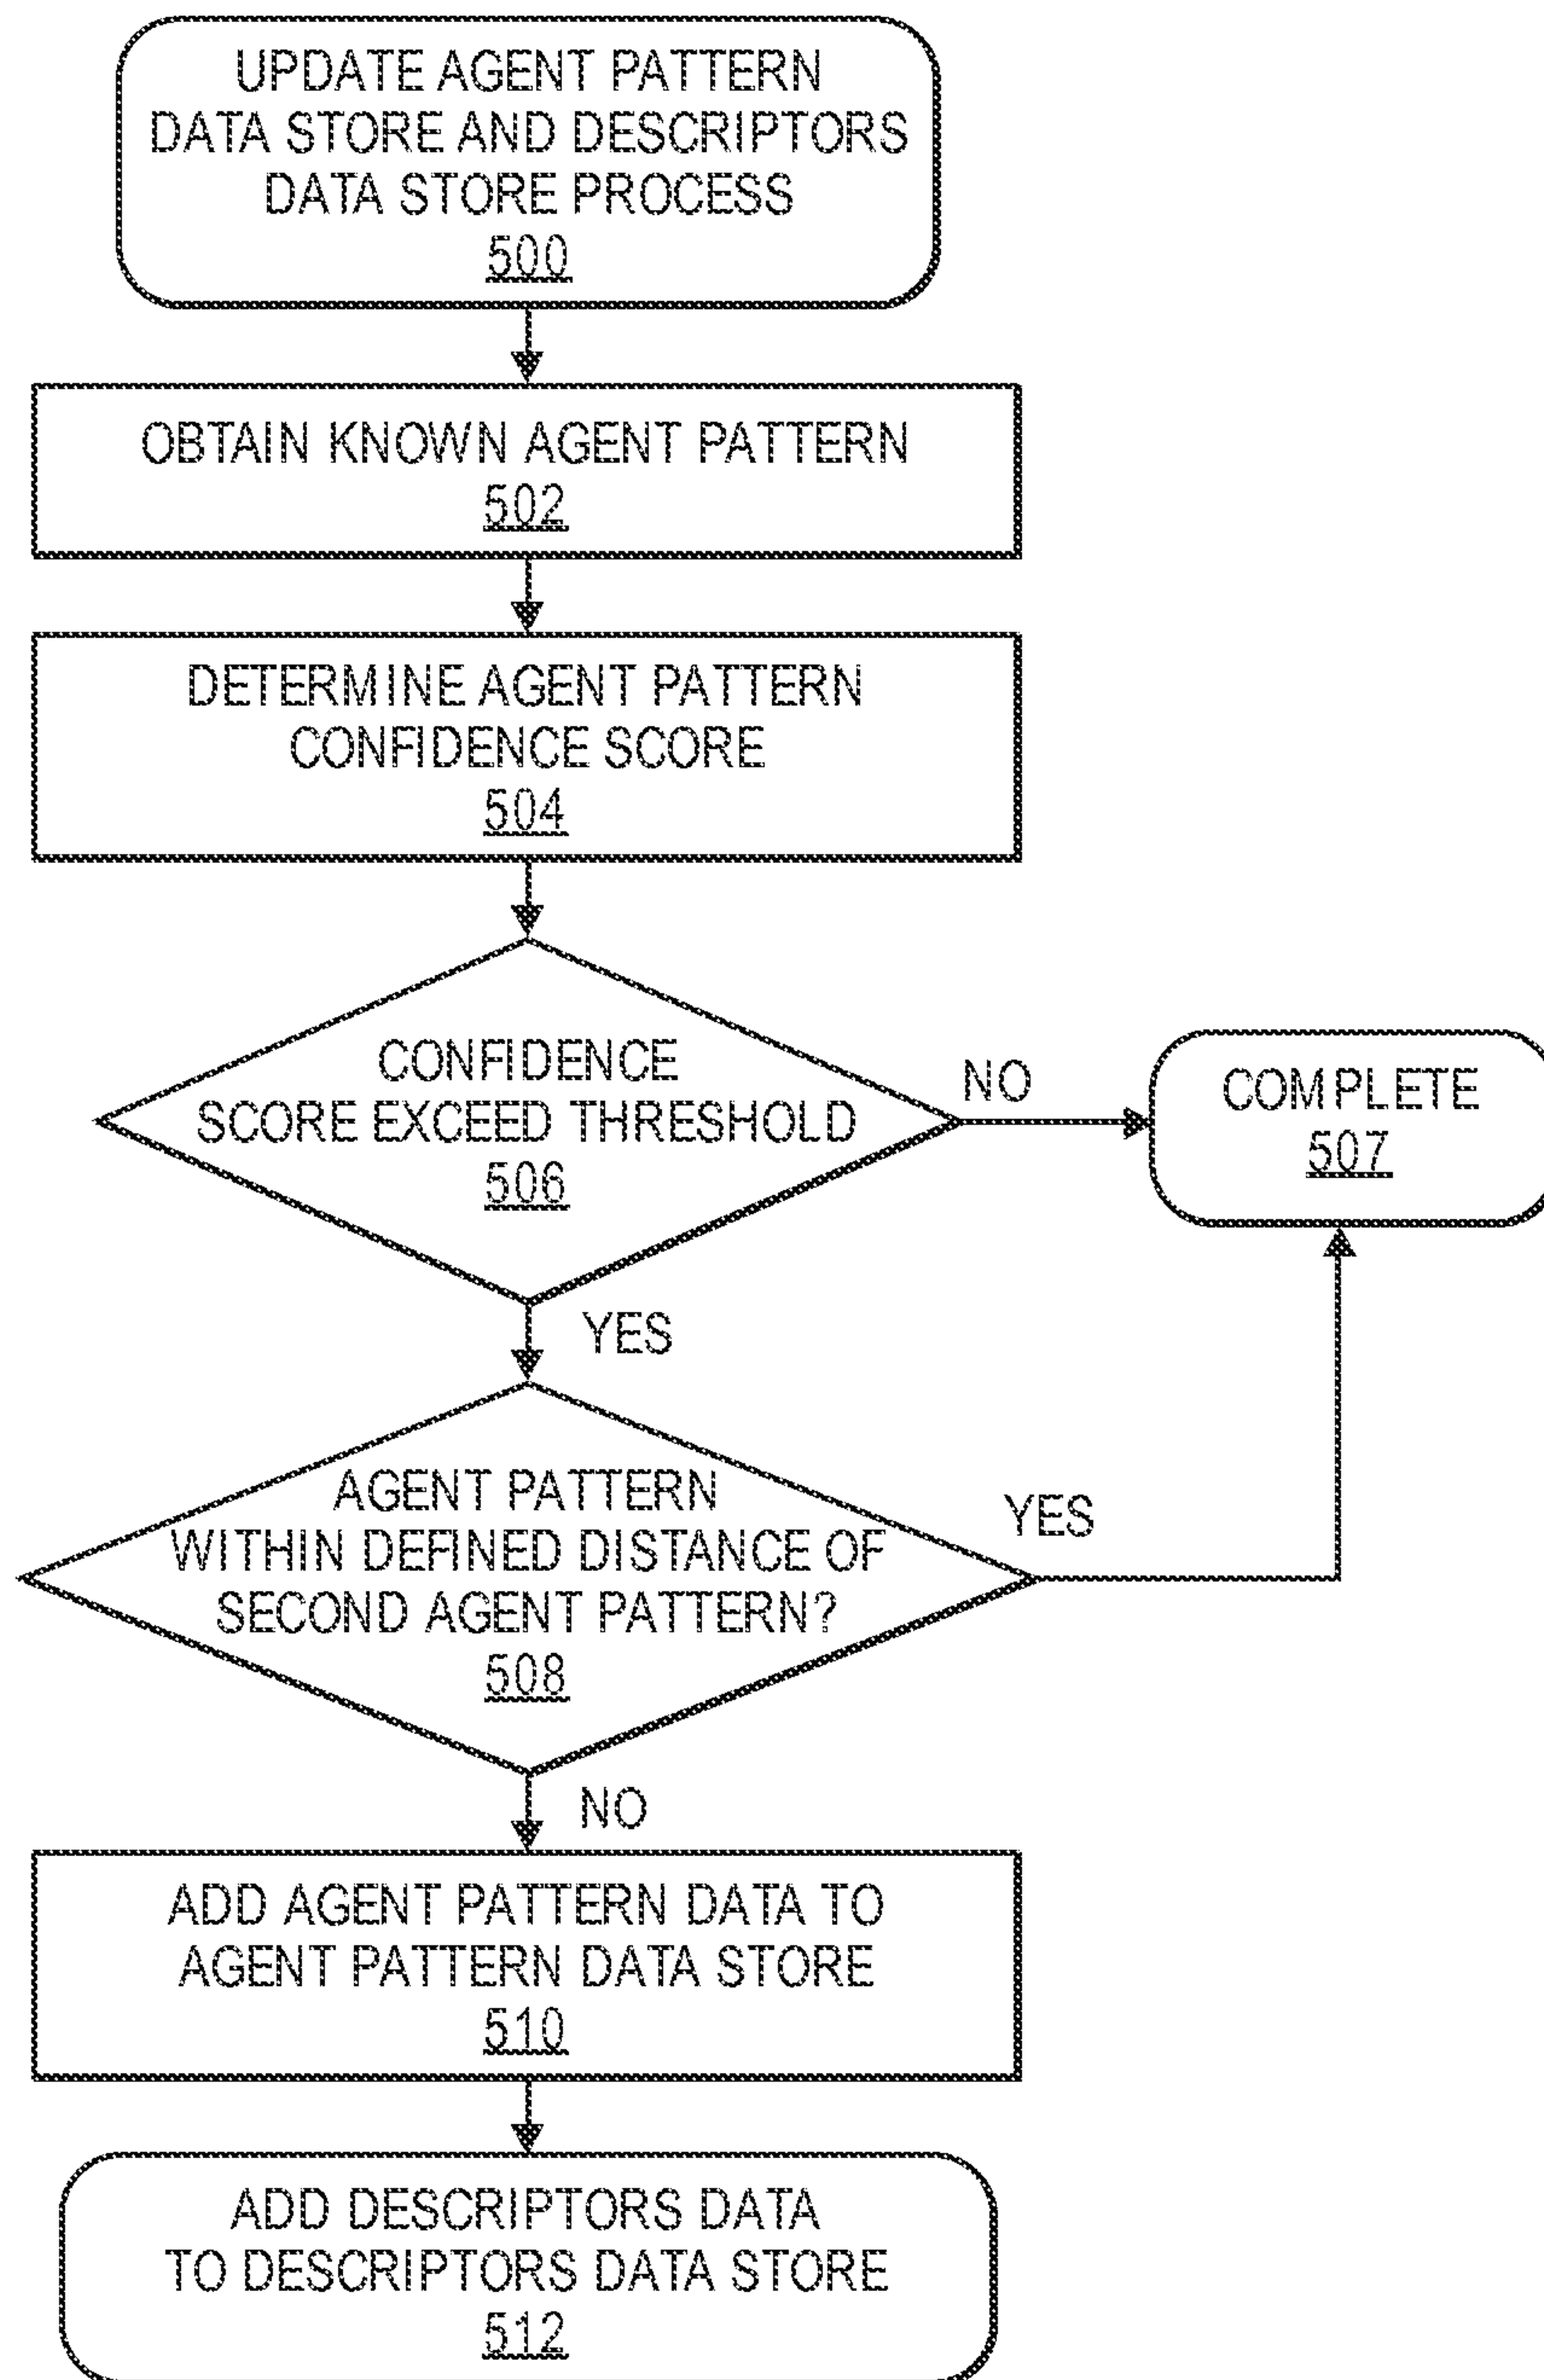 UPDATE AGENT PATTERN
DATA STORE AND DESCRIPTORS
DATA STORE PROCESS
500
OBTAIN KNOWN AGENT PATTERN
502
DETERMINE AGENT PATTERN
CONFIDENCE SCORE
504
CONFIDENCE
SCORE EXCEED THRESHOLD
506
NO
COMPLETE
507
YES
AGENT PATTERN
WITHIN DEFINED DISTANCE OF
SECOND AGENT PATTERN?
508
YES
NO
ADD AGENT PATTERN DATA TO
AGENT PATTERN DATA STORE
510
ADD DESCRIPTORS DATA
TO DESCRIPTORS DATA STORE
512